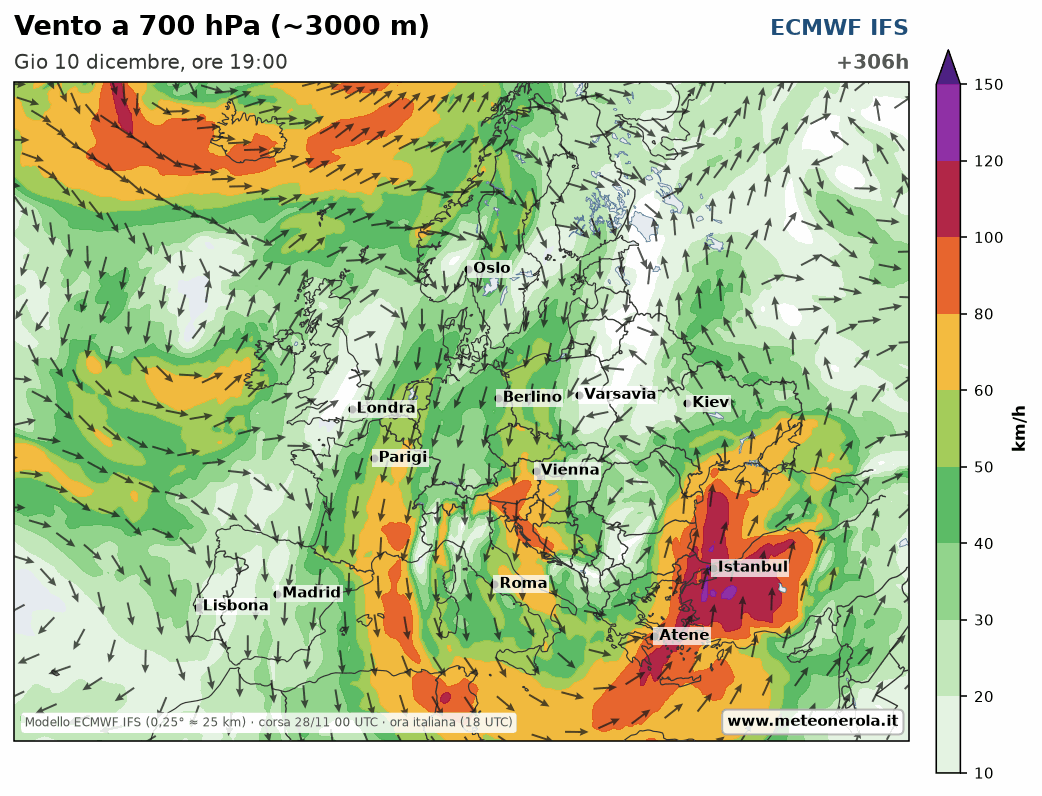 Vento a 700 hPa (~3000 m)
ECMWF IFS
Gio 10 dicembre, ore 19:00
+306h
150
120
100
80
60
50
40
30
20
10
km/h
Oslo
Berlino
Varsavia
Kiev
Londra
Parigi
Vienna
Istanbul
Roma
Madrid
Lisbona
Atene
Modello ECMWF IFS (0,25° ≈ 25 km) · corsa 28/11 00 UTC · ora italiana (18 UTC)
www.meteonerola.it